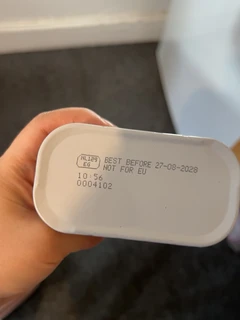 BEST BEFORE 27-08-2028
NOT FOR EU
10:56
0004102